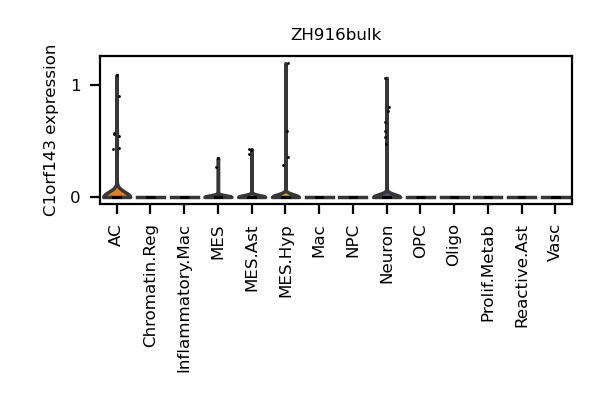 ZH916bulk
C1orf143 expression
1
0
AC
Chromatin.Reg
Inflammatory.Mac
MES
MES.Ast
MES.Hyp
Mac
NPC
Neuron
OPC
Oligo
Prolif.Metab
Reactive.Ast
Vasc